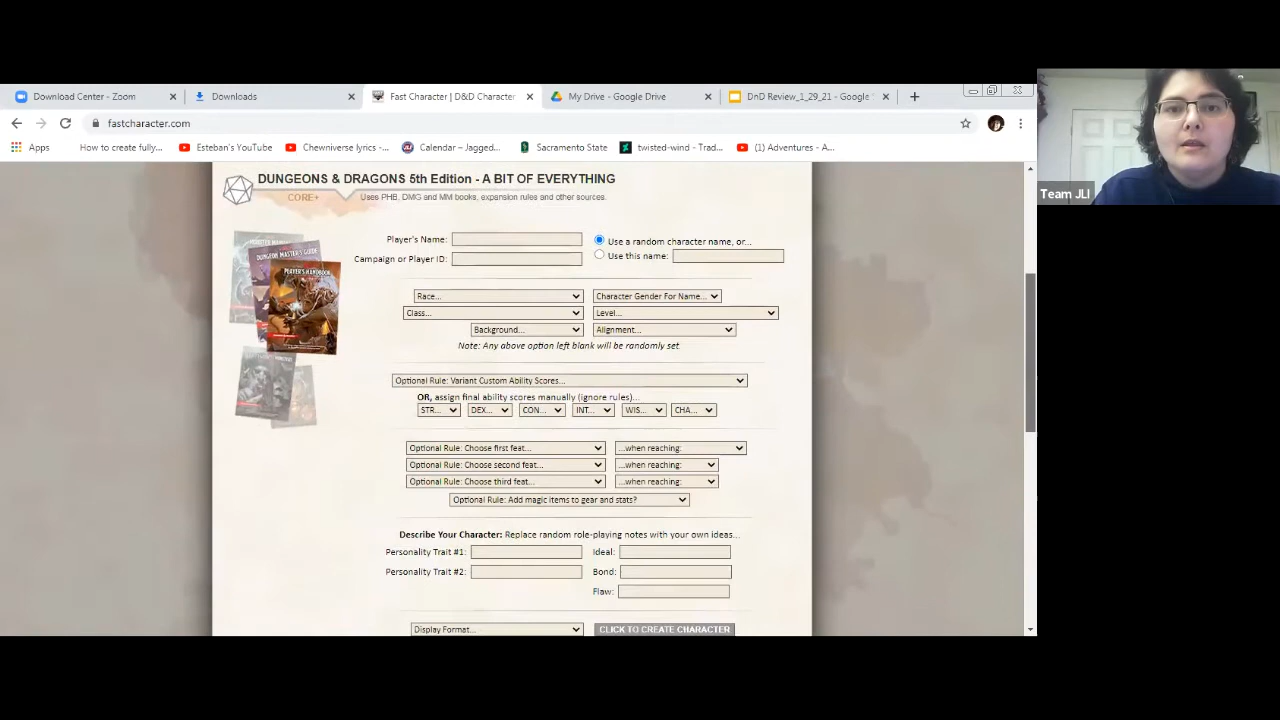 Download Center - Zoom
Downloads
Fast Character | D&D Character
My Drive - Google Drive
DnD Review_1_29_21 - Google
fastcharacter.com
Apps
How to create fully...
Esteban's YouTube
Chewniverse lyrics -...
Calendar – Jagged...
Sacramento State
twisted-wind - Trad...
(1) Adventures - A...
Team JLI
DUNGEONS & DRAGONS 5th Edition - A BIT OF EVERYTHING
CORE+
Uses PHB, DMG and MM books, expansion rules and other sources.
DUNGEON MASTER'S GUIDE
PLAYER'S HANDBOOK
Player's Name:
Use a random character name, or...
Campaign or Player ID:
Use this name:
Race...
Character Gender For Name...
Class...
Level...
Background...
Alignment...
Note: Any above option left blank will be randomly set.
Optional Rule: Variant Custom Ability Scores...
OR, assign final ability scores manually (ignore rules)...
STR... DEX... CON... INT... WIS... CHA...
Optional Rule: Choose first feat...
...when reaching:
Optional Rule: Choose second feat...
...when reaching:
Optional Rule: Choose third feat...
...when reaching:
Optional Rule: Add magic items to gear and stats?
Describe Your Character: Replace random role-playing notes with your own ideas...
Personality Trait #1:
Ideal:
Personality Trait #2:
Bond:
Flaw:
Display Format...
CLICK TO CREATE CHARACTER